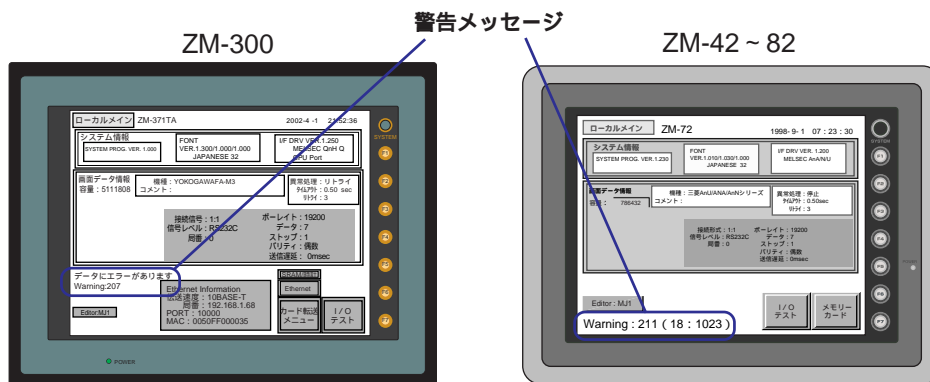 警告メッセージ
ZM-300
ローカルメイン ZM-371TA 2002-4 -1 21:52:36
システム情報
SYSTEM PROG. VER. 1.000
FONT
VER.1.300/1.000/1.000
JAPANESE 32
I/F DRV VER.1.250
MELSEC QnH Q
CPU Port
画面データ情報
容量：5111808
機種：YOKOGAWAFA-M3
コメント：
異常処理：リトライ
ﾀｲﾑｱｳﾄ：0.50 sec
ﾘﾄﾗｲ：3
接続信号：1:1
信号レベル：RS232C
局番：0
ボーレイト：19200
データ：7
ストップ：1
パリティ：偶数
送信遅延： 0msec
データにエラーがあります
Warning:207
Ethernet Information
伝送速度：10BASE-T
局番：192.168.1.68
PORT：10000
MAC：0050FF000035
Ethernet
Editor:MJ1
カード転送
メニュー
I/O
テスト
SYSTEM
F1
F2
F3
F4
F5
F6
F7
POWER
ZM-42～82
ローカルメイン ZM-72 1998- 9- 1 07：23：30
システム情報
SYSTEM PROG. VER.1.230
FONT
VER.1.010/1.030/1.000
JAPANESE 32
I/F DRV VER. 1.200
MELSEC AnA/N/U
画面データ情報
容量： 786432
機種：三菱AnU/ANA/AnNシリーズ
コメント：
異常処理：停止
ﾀｲﾑｱｳﾄ：0.50sec
ﾘﾄﾗｲ：3
接続形式：1:1
信号レベル：RS232C
局番：0
ボーレイト：19200
データ：7
ストップ：1
パリティ：偶数
送信遅延： 0msec
Editor：MJ1
Warning : 211（18：1023）
I/O
テスト
メモリー
カード
SYSTEM
F1
F2
F3
F4
F5
F6
F7